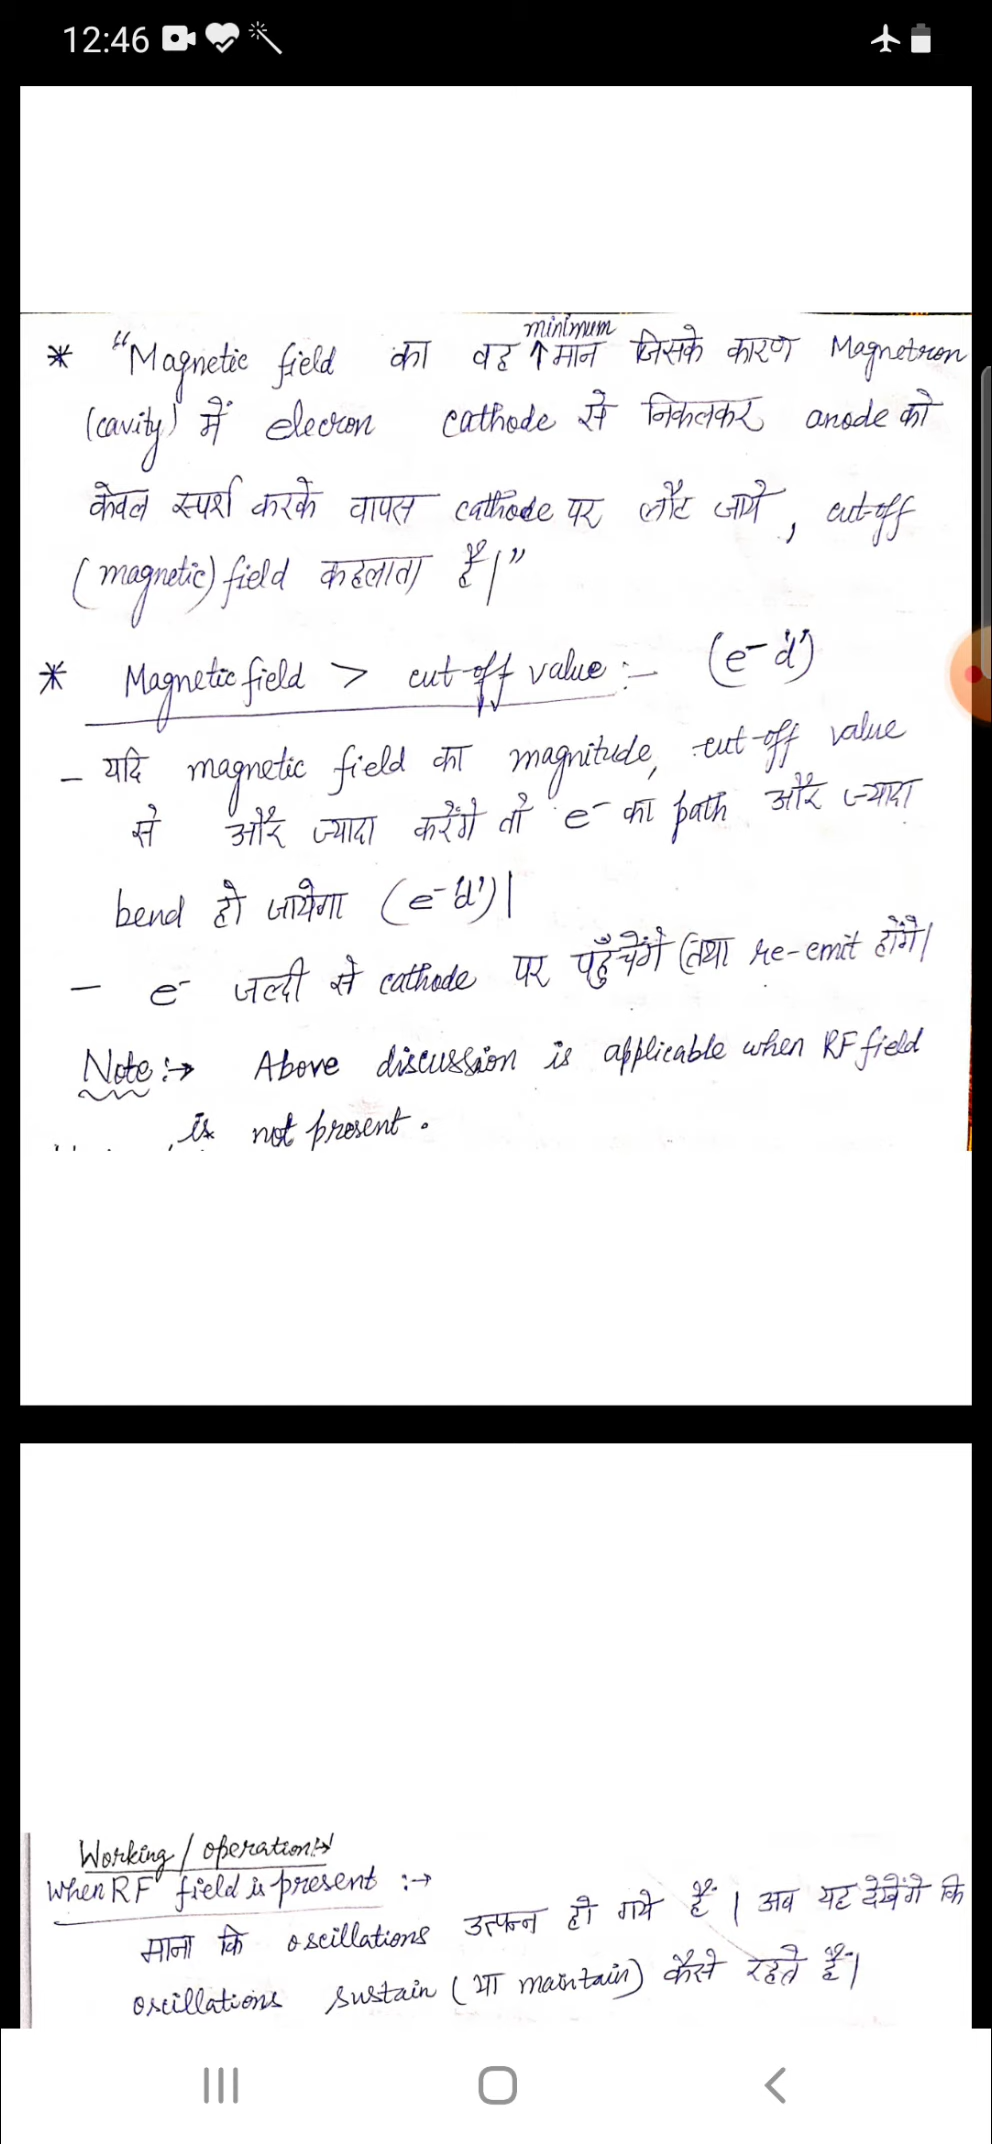 12:46
* "Magnetic field का वह ↑ मान जिसके कारण Magnetron
minimum
(cavity) में elecron cathode से निकलकर anode को
केवल स्पर्श करके वापस cathode पर लौट जाये, cut-off
(magnetic) field कहलाता है।"
* Magnetic field > cut-off value :- (e⁻ 'd')
- यदि magnetic field का magnitude, cut-off value
से और ज्यादा करेंगे तो e⁻ का path और ज्यादा
bend हो जायेगा (e⁻ 'd')|
- e⁻ जल्दी से cathode पर पहुँचेंगे (तथा re-emit होंगे।
Note :→ Above discussion is applicable when RF field
is not present.
Working / operation :→
when RF field is present :→
माना कि oscillations उत्पन्न हो गये हैं। अब यह देखेंगे कि
oscillations sustain (या maintain) कैसे रहते हैं।